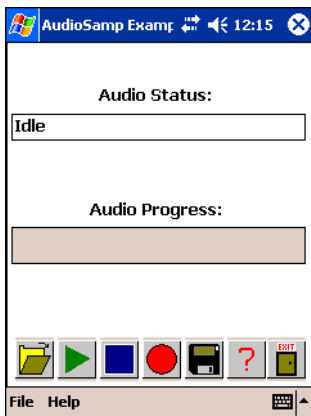 AudioSamp Examp 12:15
Audio Status:
Idle
Audio Progress:
?
EXIT
File Help